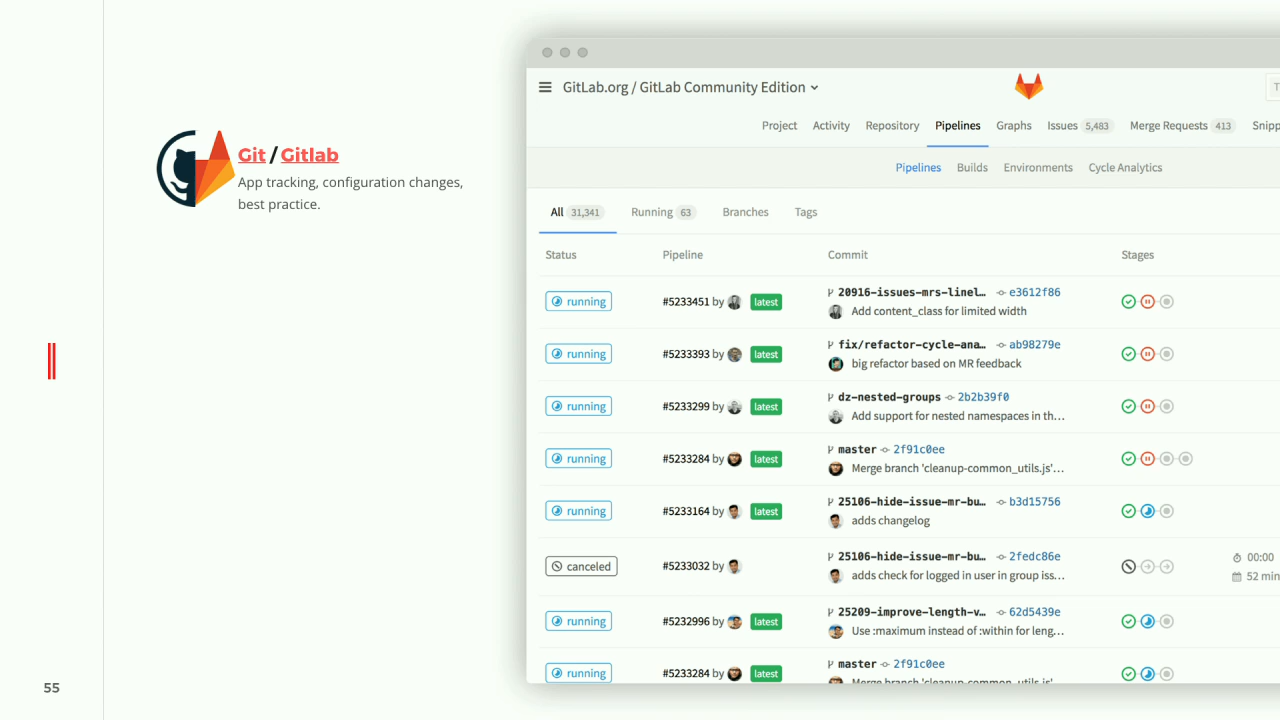 Git / Gitlab
App tracking, configuration changes,
best practice.
55
GitLab.org / GitLab Community Edition
Project Activity Repository Pipelines Graphs Issues 5,483 Merge Requests 413 Snipp
Pipelines Builds Environments Cycle Analytics
All 31,341 Running 63 Branches Tags
Status Pipeline Commit Stages
running #5233451 by latest 20916-issues-mrs-linel… e3612f86
Add content_class for limited width
running #5233393 by latest fix/refactor-cycle-ana… ab98279e
big refactor based on MR feedback
running #5233299 by latest dz-nested-groups 2b2b39f0
Add support for nested namespaces in th…
running #5233284 by latest master 2f91c0ee
Merge branch 'cleanup-common_utils.js'…
running #5233164 by latest 25106-hide-issue-mr-bu… b3d15756
adds changelog
canceled #5233032 by 25106-hide-issue-mr-bu… 2fedc86e 00:00
adds check for logged in user in group iss… 52 min
running #5232996 by latest 25209-improve-length-v… 62d5439e
Use :maximum instead of :within for leng…
running #5233284 by latest master 2f91c0ee
Merge branch 'cleanup-common_utils.js'